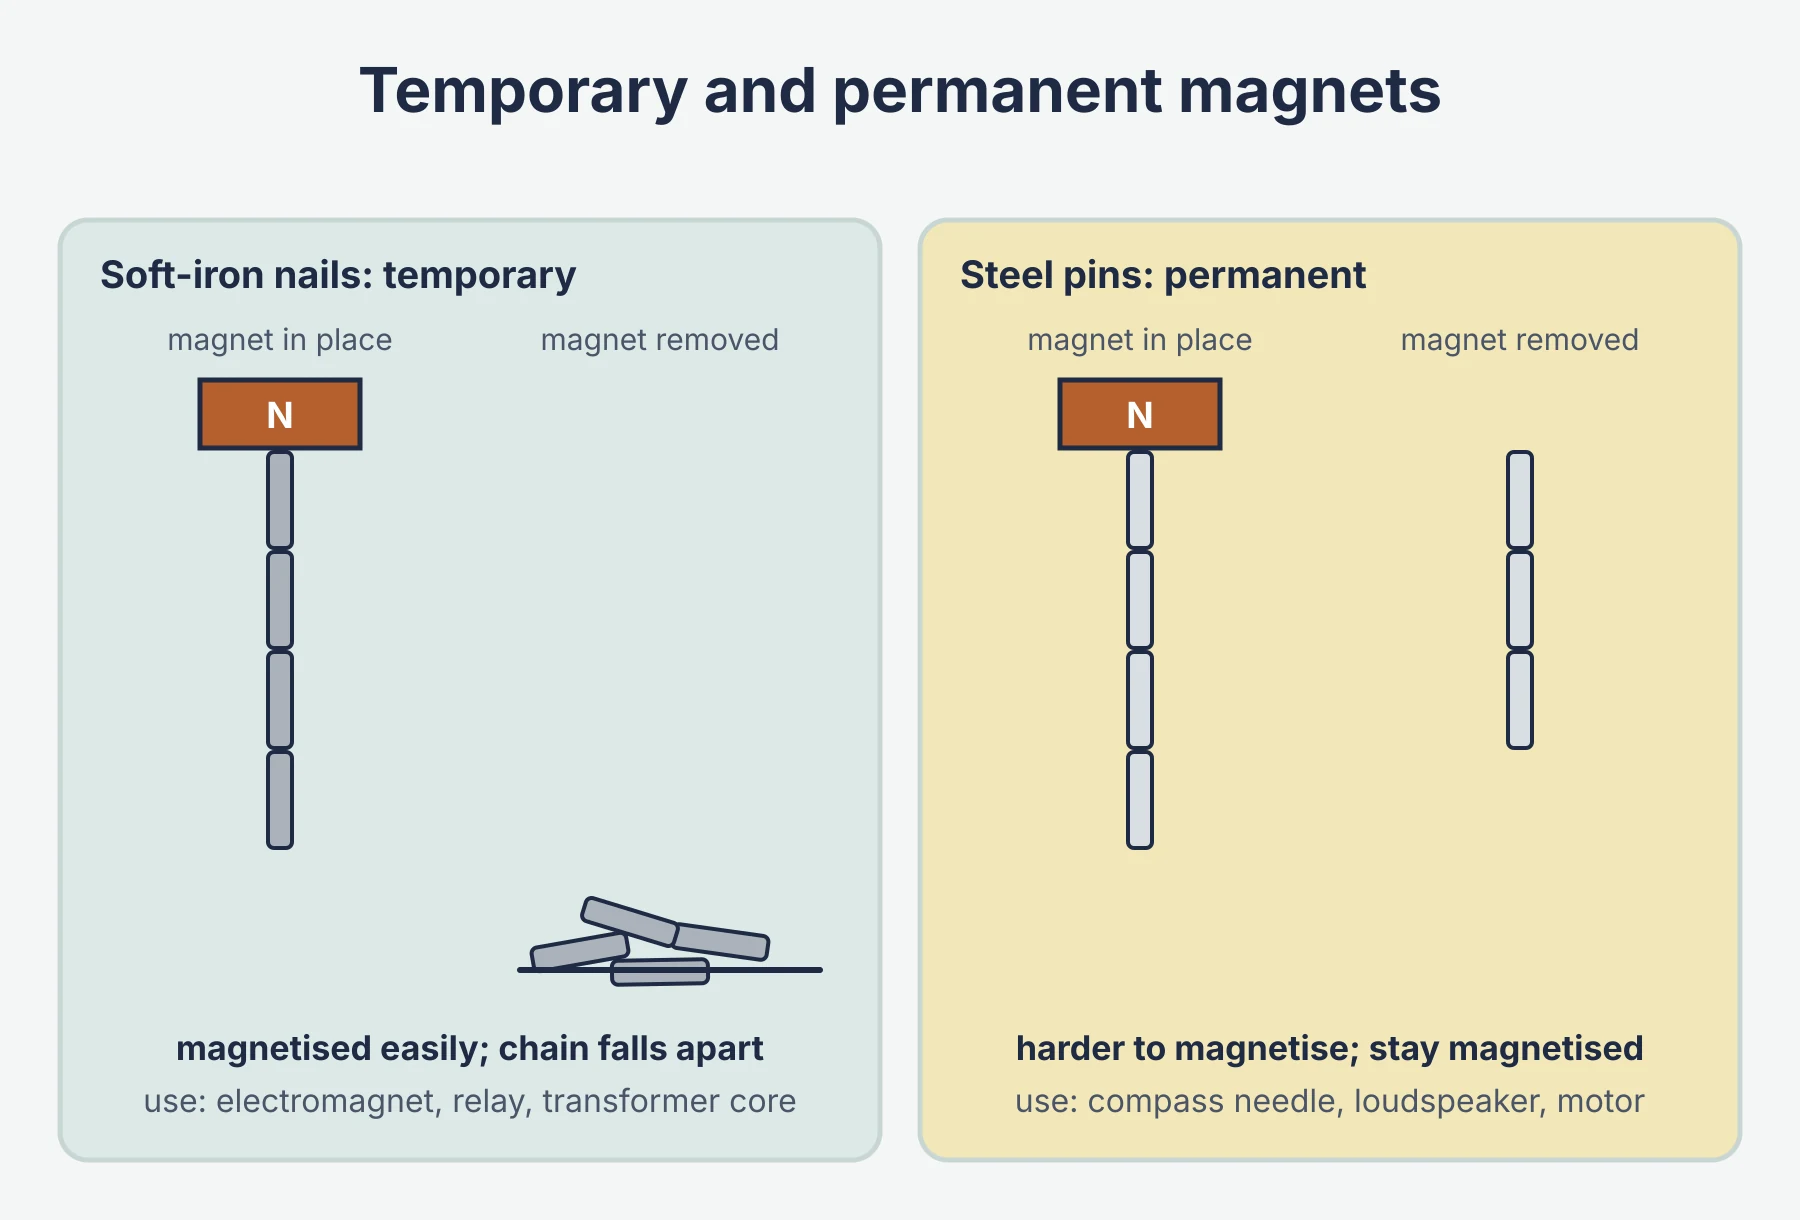 Temporary and permanent magnets
Soft-iron nails: temporary
magnet in place
magnet removed
N
magnetised easily; chain falls apart
use: electromagnet, relay, transformer core
Steel pins: permanent
magnet in place
magnet removed
N
harder to magnetise; stay magnetised
use: compass needle, loudspeaker, motor